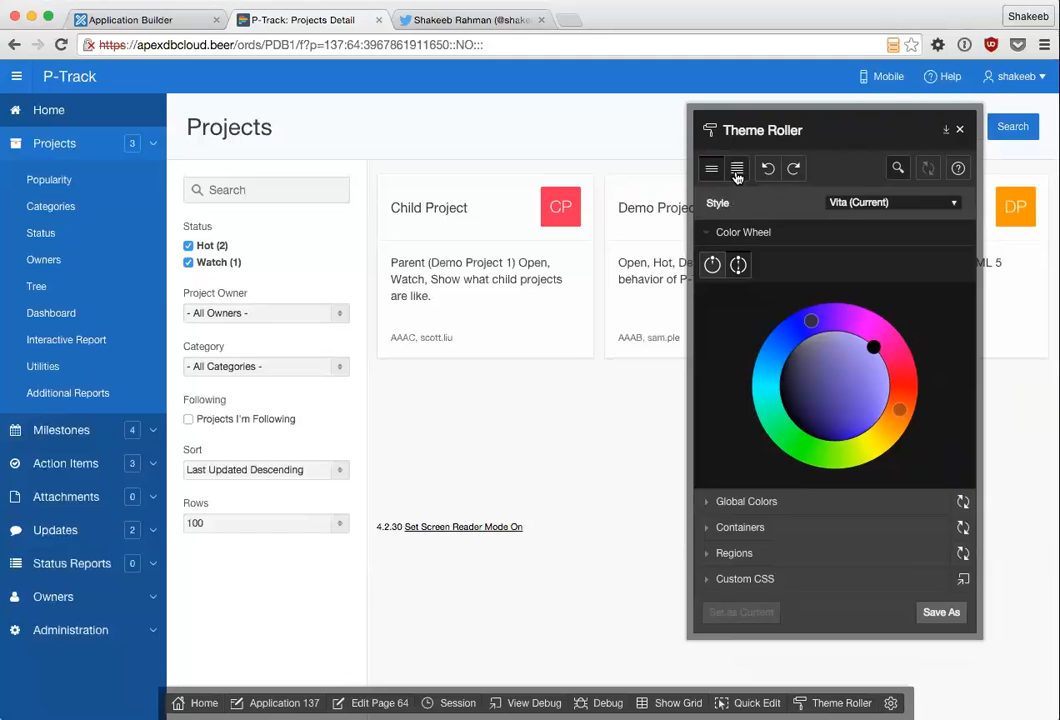 Application Builder
P-Track: Projects Detail
Shakeeb Rahman (@shake
Shakeeb
https://apexdbcloud.beer/ords/PDB1/f?p=137:64:3967861911650::NO:::
P-Track
Mobile
Help
shakeeb
Home
Projects 3
Popularity
Categories
Status
Owners
Tree
Dashboard
Interactive Report
Utilities
Additional Reports
Milestones 4
Action Items 3
Attachments 0
Updates 2
Status Reports 0
Owners
Administration
Projects
Search
Search
Status
Hot (2)
Watch (1)
Project Owner
- All Owners -
Category
- All Categories -
Following
Projects I'm Following
Sort
Last Updated Descending
Rows
100
Child Project
CP
Parent (Demo Project 1) Open,
Watch, Show what child projects
are like.
AAAC, scott.liu
Demo Projec
Open, Hot, De
behavior of P-T
AAAB, sam.ple
DP
ML 5
4.2.30 Set Screen Reader Mode On
Theme Roller
Style
Vita (Current)
Color Wheel
Global Colors
Containers
Regions
Custom CSS
Set as Current
Save As
Home
Application 137
Edit Page 64
Session
View Debug
Debug
Show Grid
Quick Edit
Theme Roller